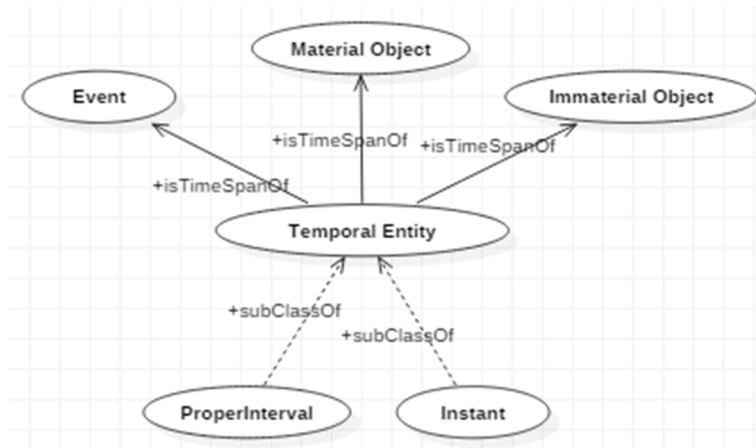 Material Object
Event
Immaterial Object
+isTimeSpanOf
+isTimeSpanOf
+isTimeSpanOf
Temporal Entity
+subClassOf
+subClassOf
ProperInterval
Instant